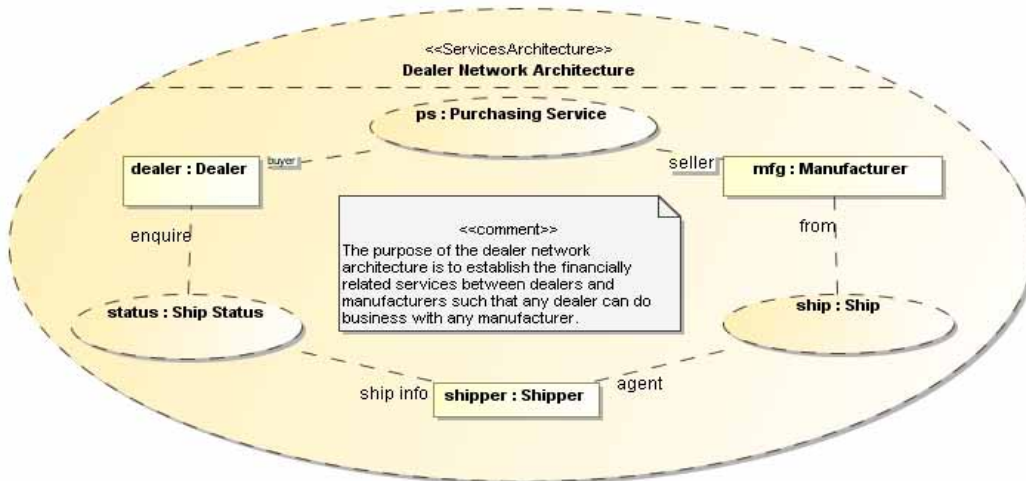 <<ServicesArchitecture>>
Dealer Network Architecture
ps : Purchasing Service
buyer
seller
dealer : Dealer
mfg : Manufacturer
enquire
from
<<comment>>
The purpose of the dealer network
architecture is to establish the financially
related services between dealers and
manufacturers such that any dealer can do
business with any manufacturer.
status : Ship Status
ship : Ship
ship info
shipper : Shipper
agent